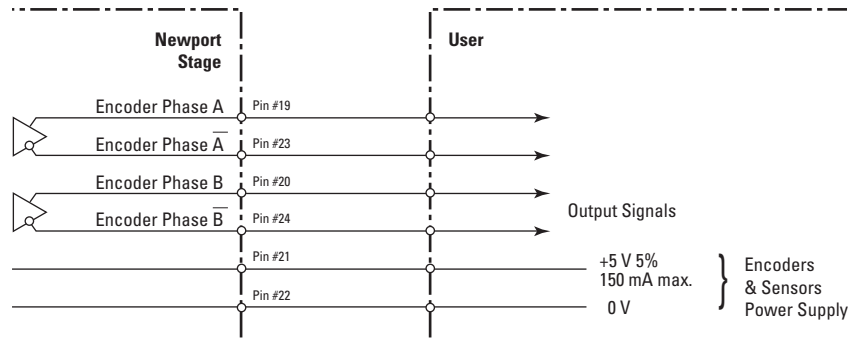 Newport
Stage
User
Encoder Phase A Pin #19
Encoder Phase A̅ Pin #23
Encoder Phase B Pin #20
Encoder Phase B̅ Pin #24
Output Signals
Pin #21
+5 V 5%
150 mA max.
Pin #22
0 V
Encoders
& Sensors
Power Supply